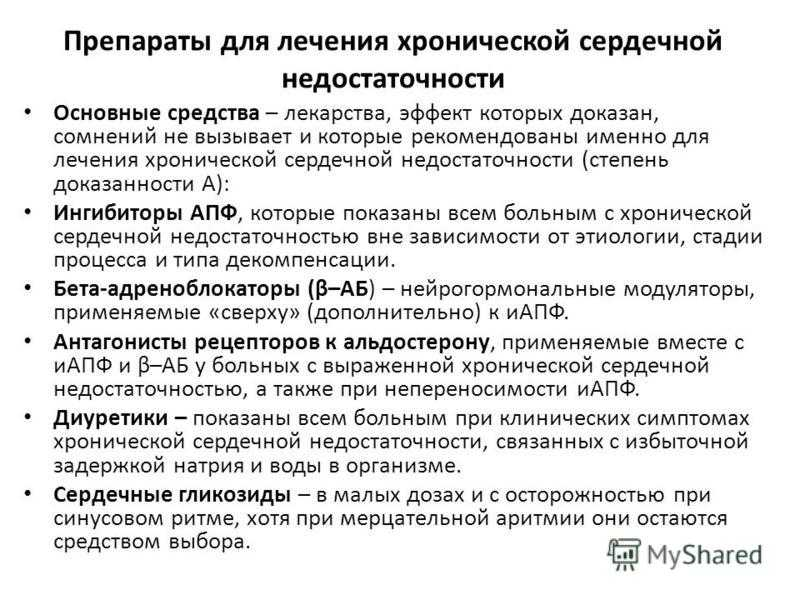 Препараты для лечения хронической сердечной
недостаточности
• Основные средства – лекарства, эффект которых доказан,
сомнений не вызывает и которые рекомендованы именно для
лечения хронической сердечной недостаточности (степень
доказанности А):
• Ингибиторы АПФ, которые показаны всем больным с хронической
сердечной недостаточностью вне зависимости от этиологии, стадии
процесса и типа декомпенсации.
• Бета-адреноблокаторы (β–АБ) – нейрогормональные модуляторы,
применяемые «сверху» (дополнительно) к иАПФ.
• Антагонисты рецепторов к альдостерону, применяемые вместе с
иАПФ и β–АБ у больных с выраженной хронической сердечной
недостаточностью, а также при непереносимости иАПФ.
• Диуретики – показаны всем больным при клинических симптомах
хронической сердечной недостаточности, связанных с избыточной
задержкой натрия и воды в организме.
• Сердечные гликозиды – в малых дозах и с осторожностью при
синусовом ритме, хотя при мерцательной аритмии они остаются
средством выбора.
MyShared